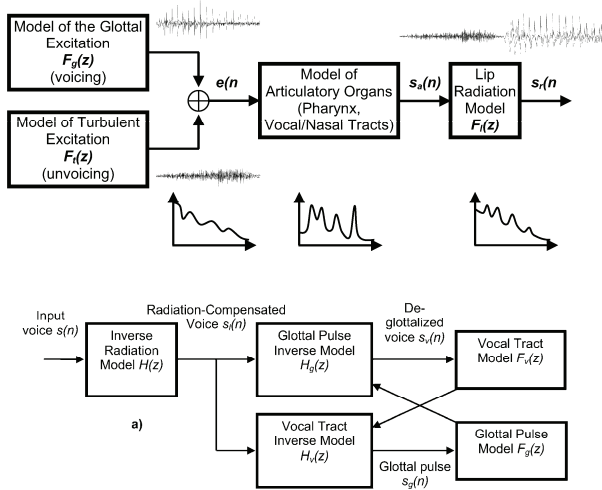 Model of the Glottal
Excitation
Fg(z)
(voicing)
e(n
Model of
Articulatory Organs
(Pharynx,
Vocal/Nasal Tracts)
sa(n)
Lip
Radiation
Model
Fl(z)
sr(n)
Model of Turbulent
Excitation
Ft(z)
(unvoicing)
Input
voice s(n)
Inverse
Radiation
Model H(z)
Radiation-Compensated
Voice sl(n)
Glottal Pulse
Inverse Model
Hg(z)
De-
glottalized
voice sv(n)
Vocal Tract
Model Fv(z)
a)
Vocal Tract
Inverse Model
Hv(z)
Glottal pulse
sg(n)
Glottal Pulse
Model Fg(z)